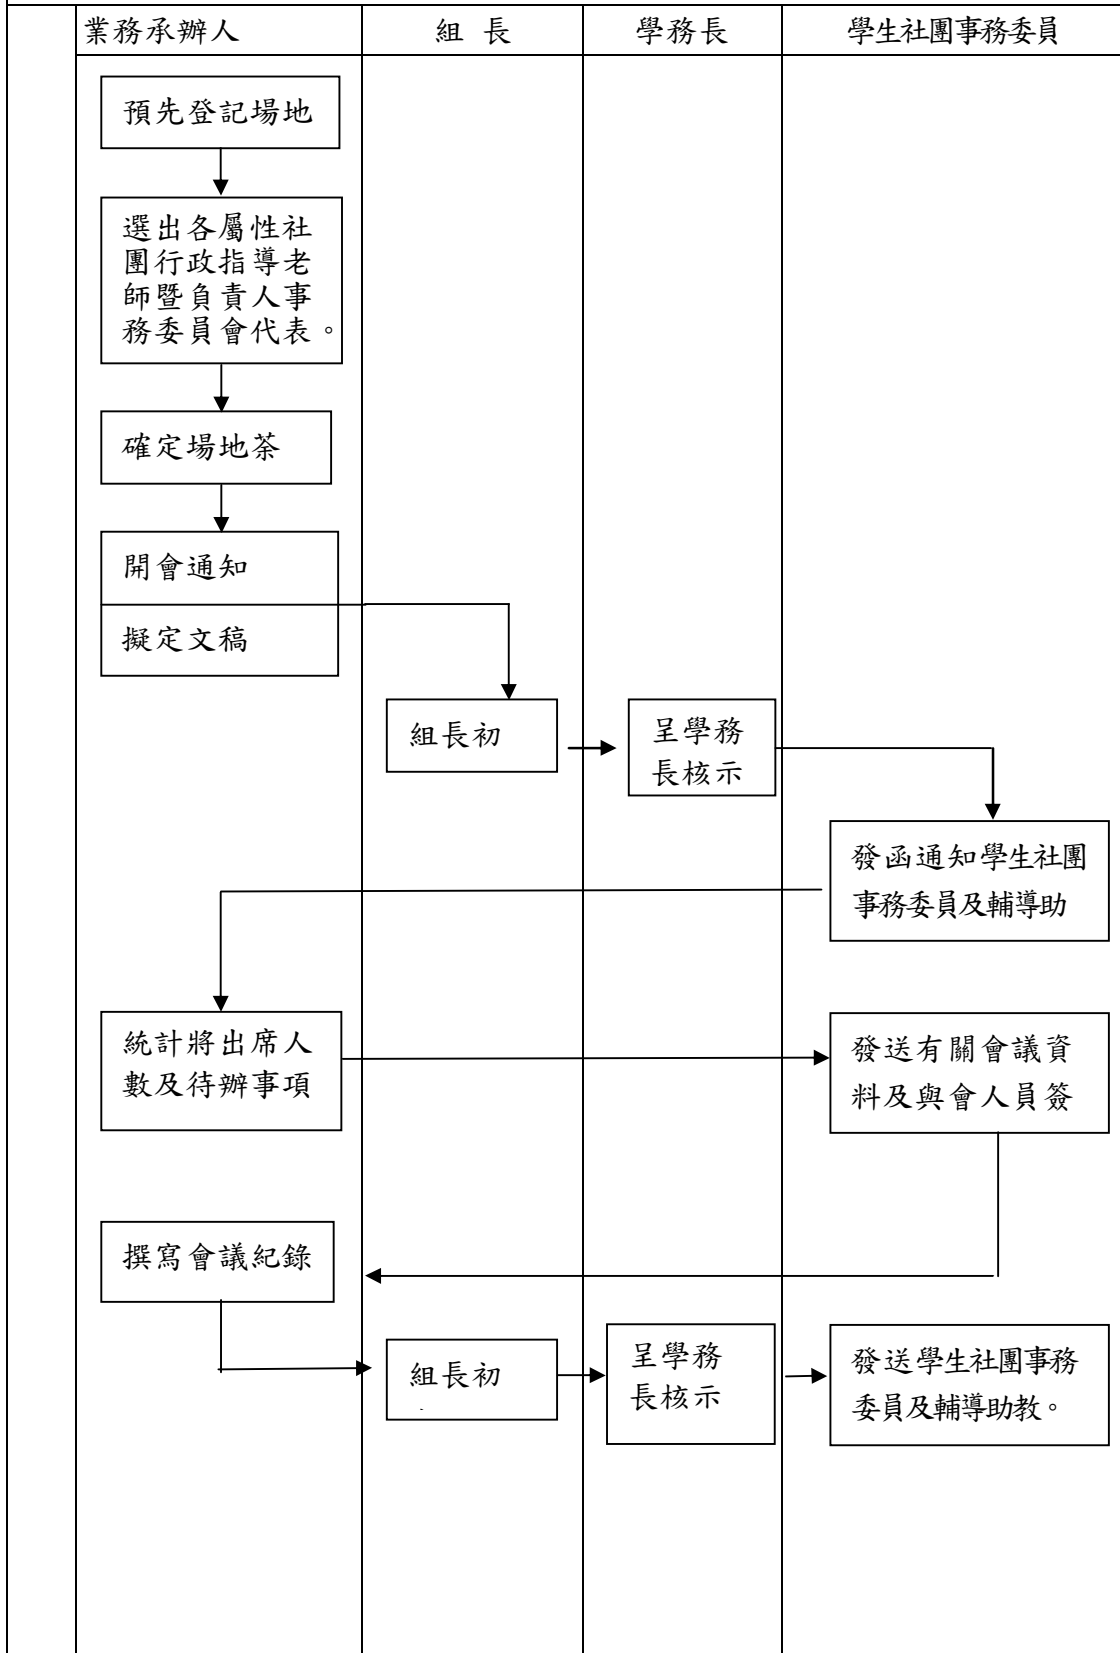 業務承辦人
組 長
學務長
學生社團事務委員
預先登記場地
選出各屬性社
團行政指導老
師暨負責人事
務委員會代表。
確定場地茶
開會通知
擬定文稿
組長初
呈學務
長核示
發函通知學生社團
事務委員及輔導助
統計將出席人
數及待辦事項
發送有關會議資
料及與會人員簽
撰寫會議紀錄
組長初
呈學務
長核示
發送學生社團事務
委員及輔導助教。